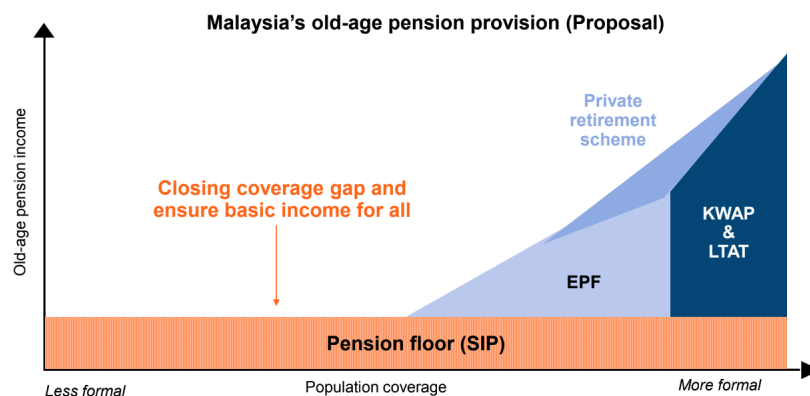 Malaysia's old-age pension provision (Proposal)
Old-age pension income
Private
retirement
scheme
Closing coverage gap and
ensure basic income for all
KWAP
&
LTAT
EPF
Pension floor (SIP)
Less formal
Population coverage
More formal